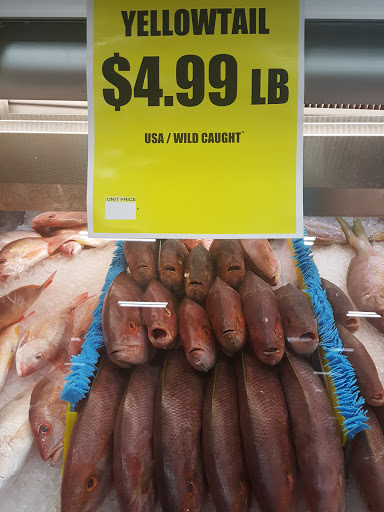 YELLOWTAIL
$4.99 LB
USA / WILD CAUGHT*
UNIT PRICE